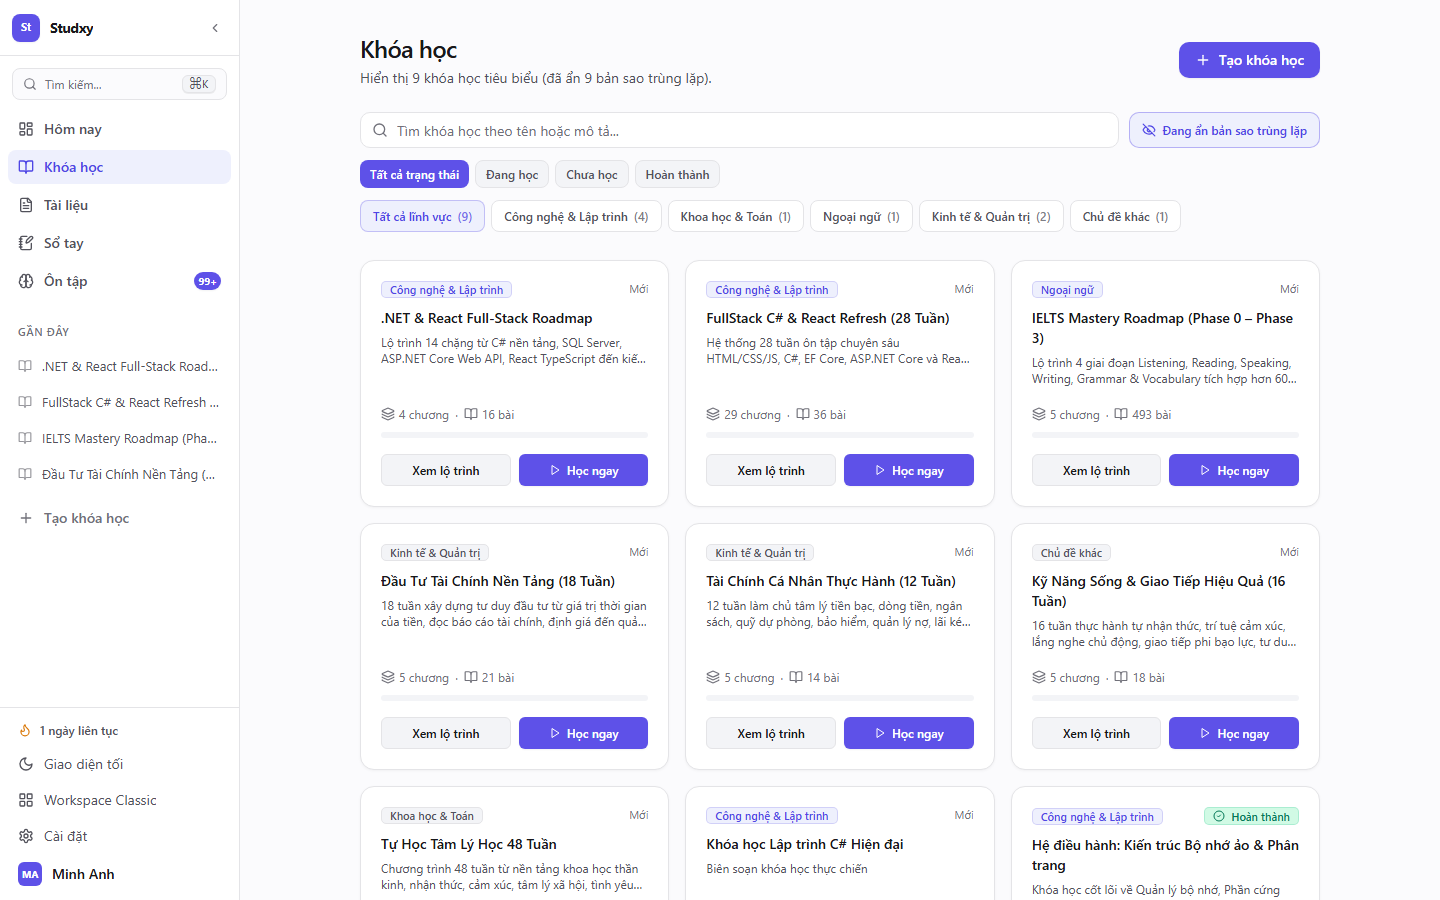 St Studxy
Tìm kiếm... ⌘K
Hôm nay
Khóa học
Tài liệu
Sổ tay
Ôn tập 99+
GẦN ĐÂY
.NET & React Full-Stack Road...
FullStack C# & React Refresh ...
IELTS Mastery Roadmap (Pha...
Đầu Tư Tài Chính Nền Tảng (...
Tạo khóa học
1 ngày liên tục
Giao diện tối
Workspace Classic
Cài đặt
MA Minh Anh
Khóa học
Hiển thị 9 khóa học tiêu biểu (đã ẩn 9 bản sao trùng lặp).
Tạo khóa học
Tìm khóa học theo tên hoặc mô tả...
Đang ẩn bản sao trùng lặp
Tất cả trạng thái Đang học Chưa học Hoàn thành
Tất cả lĩnh vực (9) Công nghệ & Lập trình (4) Khoa học & Toán (1) Ngoại ngữ (1) Kinh tế & Quản trị (2) Chủ đề khác (1)
Công nghệ & Lập trình Mới
.NET & React Full-Stack Roadmap
Lộ trình 14 chặng từ C# nền tảng, SQL Server,
ASP.NET Core Web API, React TypeScript đến kiế...
4 chương · 16 bài
Xem lộ trình Học ngay
Công nghệ & Lập trình Mới
FullStack C# & React Refresh (28 Tuần)
Hệ thống 28 tuần ôn tập chuyên sâu
HTML/CSS/JS, C#, EF Core, ASP.NET Core và Rea...
29 chương · 36 bài
Xem lộ trình Học ngay
Ngoại ngữ Mới
IELTS Mastery Roadmap (Phase 0 – Phase
3)
Lộ trình 4 giai đoạn Listening, Reading, Speaking,
Writing, Grammar & Vocabulary tích hợp hơn 60...
5 chương · 493 bài
Xem lộ trình Học ngay
Kinh tế & Quản trị Mới
Đầu Tư Tài Chính Nền Tảng (18 Tuần)
18 tuần xây dựng tư duy đầu tư từ giá trị thời gian
của tiền, đọc báo cáo tài chính, định giá đến quả...
5 chương · 21 bài
Xem lộ trình Học ngay
Kinh tế & Quản trị Mới
Tài Chính Cá Nhân Thực Hành (12 Tuần)
12 tuần làm chủ tâm lý tiền bạc, dòng tiền, ngân
sách, quỹ dự phòng, bảo hiểm, quản lý nợ, lãi ké...
5 chương · 14 bài
Xem lộ trình Học ngay
Chủ đề khác Mới
Kỹ Năng Sống & Giao Tiếp Hiệu Quả (16
Tuần)
16 tuần thực hành tự nhận thức, trí tuệ cảm xúc,
lắng nghe chủ động, giao tiếp phi bạo lực, tư du...
5 chương · 18 bài
Xem lộ trình Học ngay
Khoa học & Toán Mới
Tự Học Tâm Lý Học 48 Tuần
Chương trình 48 tuần từ nền tảng khoa học thần
kinh, nhận thức, cảm xúc, tâm lý xã hội, tình yêu...
Công nghệ & Lập trình Mới
Khóa học Lập trình C# Hiện đại
Biên soạn khóa học thực chiến
Công nghệ & Lập trình Hoàn thành
Hệ điều hành: Kiến trúc Bộ nhớ ảo & Phân
trang
Khóa học cốt lõi về Quản lý bộ nhớ, Phần cứng